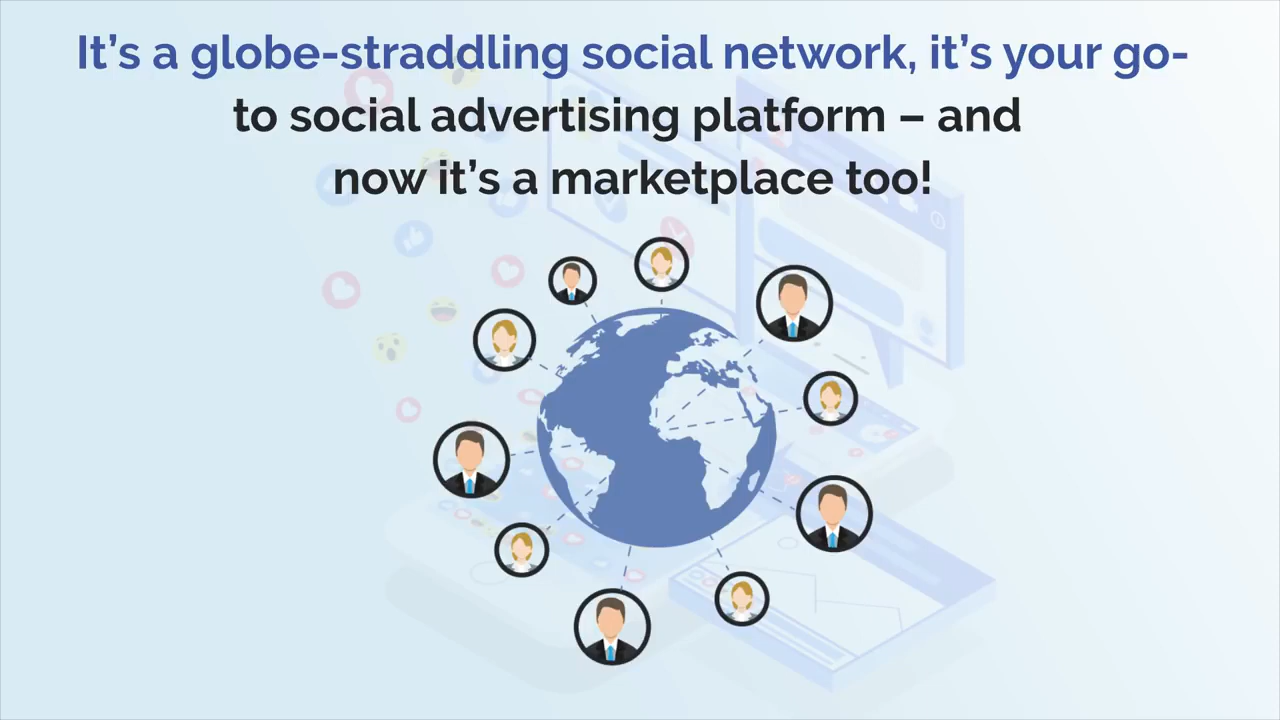 It’s a globe-straddling social network, it’s your go-
to social advertising platform – and
now it’s a marketplace too!